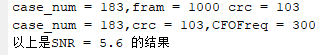 case_num = 183,fram = 1000 crc = 103
case_num = 183,crc = 103,CFOFreq = 300
以上是SNR = 5.6 的结果